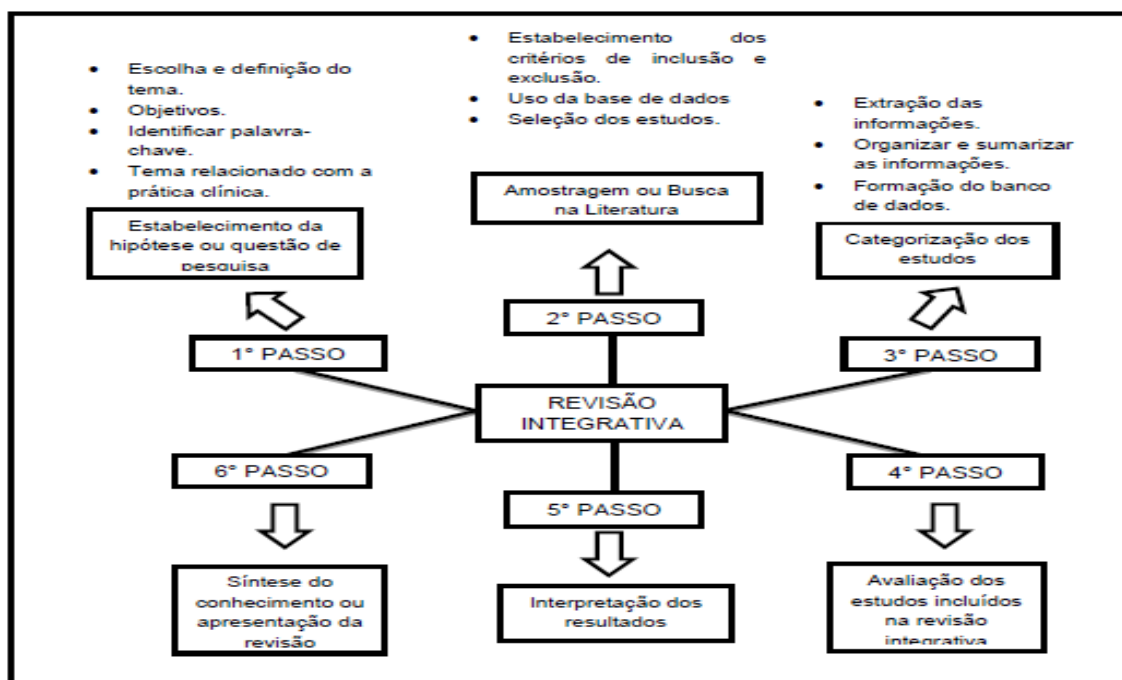 • Escolha e definição do
tema.
• Objetivos.
• Identificar palavra-
chave.
• Tema relacionado com a
prática clínica.
Estabelecimento da
hipótese ou questão de
pesquisa
1° PASSO
• Estabelecimento dos
critérios de inclusão e
exclusão.
• Uso da base de dados
• Seleção dos estudos.
Amostragem ou Busca
na Literatura
2° PASSO
• Extração das
informações.
• Organizar e sumarizar
as informações.
• Formação do banco
de dados.
Categorização dos
estudos
3° PASSO
REVISÃO
INTEGRATIVA
6° PASSO
Síntese do
conhecimento ou
apresentação da
revisão
5° PASSO
Interpretação dos
resultados
4° PASSO
Avaliação dos
estudos incluídos
na revisão
integrativa